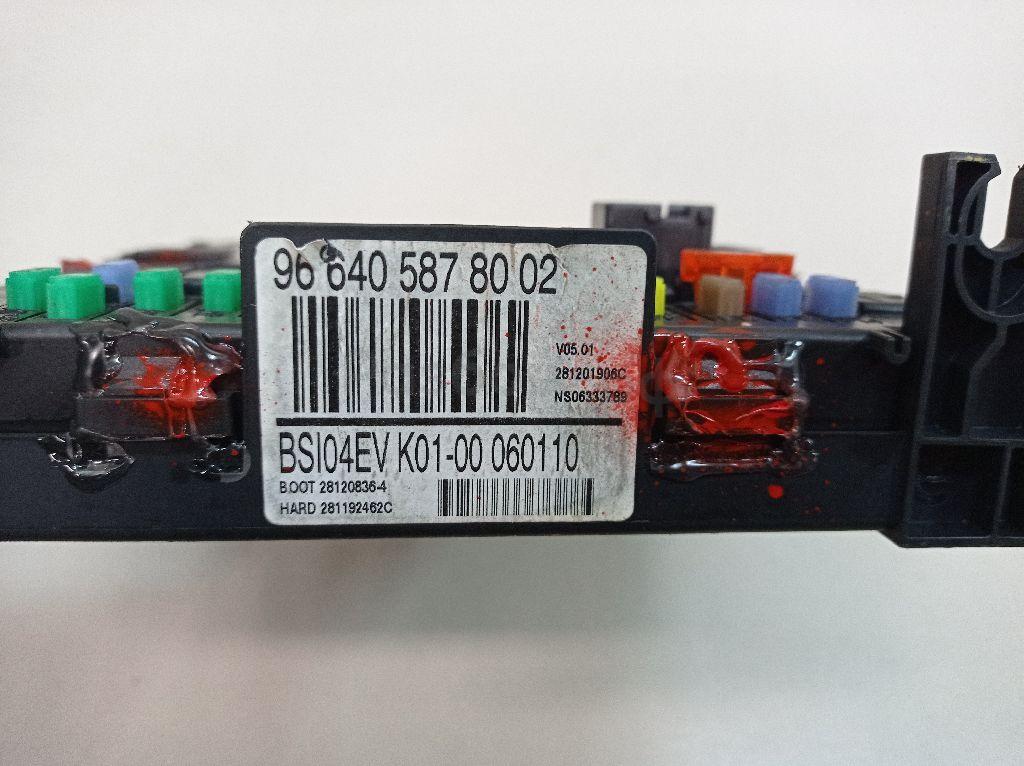 96 640 587 80 02
V05.01
281201906C
NS06333789
BSI04EV K01-00 060110
BOOT 28120836-4
HARD 281192462C